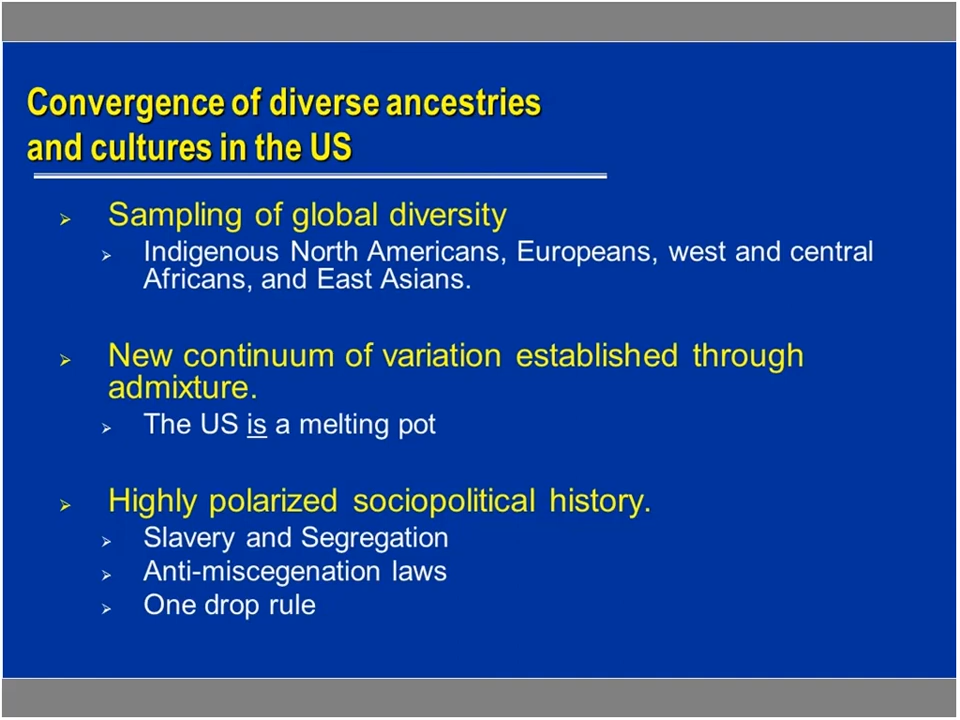 Convergence of diverse ancestries
and cultures in the US
Sampling of global diversity
Indigenous North Americans, Europeans, west and central
Africans, and East Asians.
New continuum of variation established through
admixture.
The US is a melting pot
Highly polarized sociopolitical history.
Slavery and Segregation
Anti-miscegenation laws
One drop rule